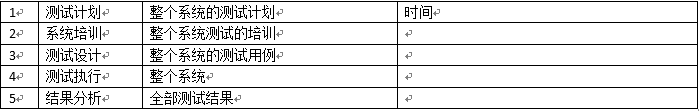 1 测试计划 整个系统的测试计划 时间
2 系统培训 整个系统测试的培训
3 测试设计 整个系统的测试用例
4 测试执行 整个系统
5 结果分析 全部测试结果